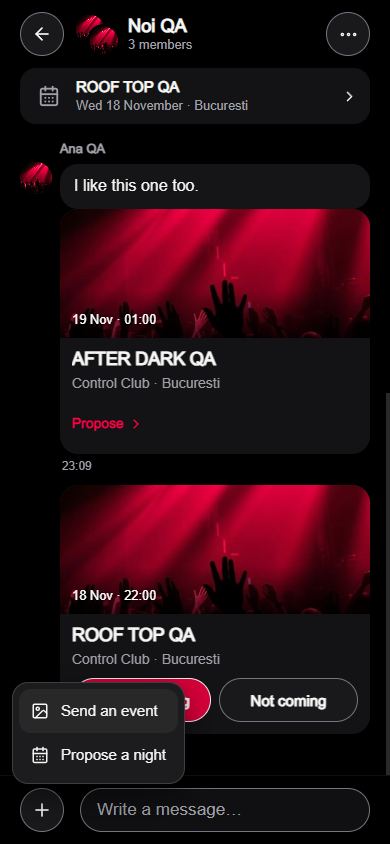 Noi QA
3 members
ROOF TOP QA
Wed 18 November · Bucuresti
Ana QA
I like this one too.
19 Nov · 01:00
AFTER DARK QA
Control Club · Bucuresti
Propose
23:09
18 Nov · 22:00
ROOF TOP QA
Control Club · Bucuresti
Not coming
Send an event
Propose a night
Write a message…